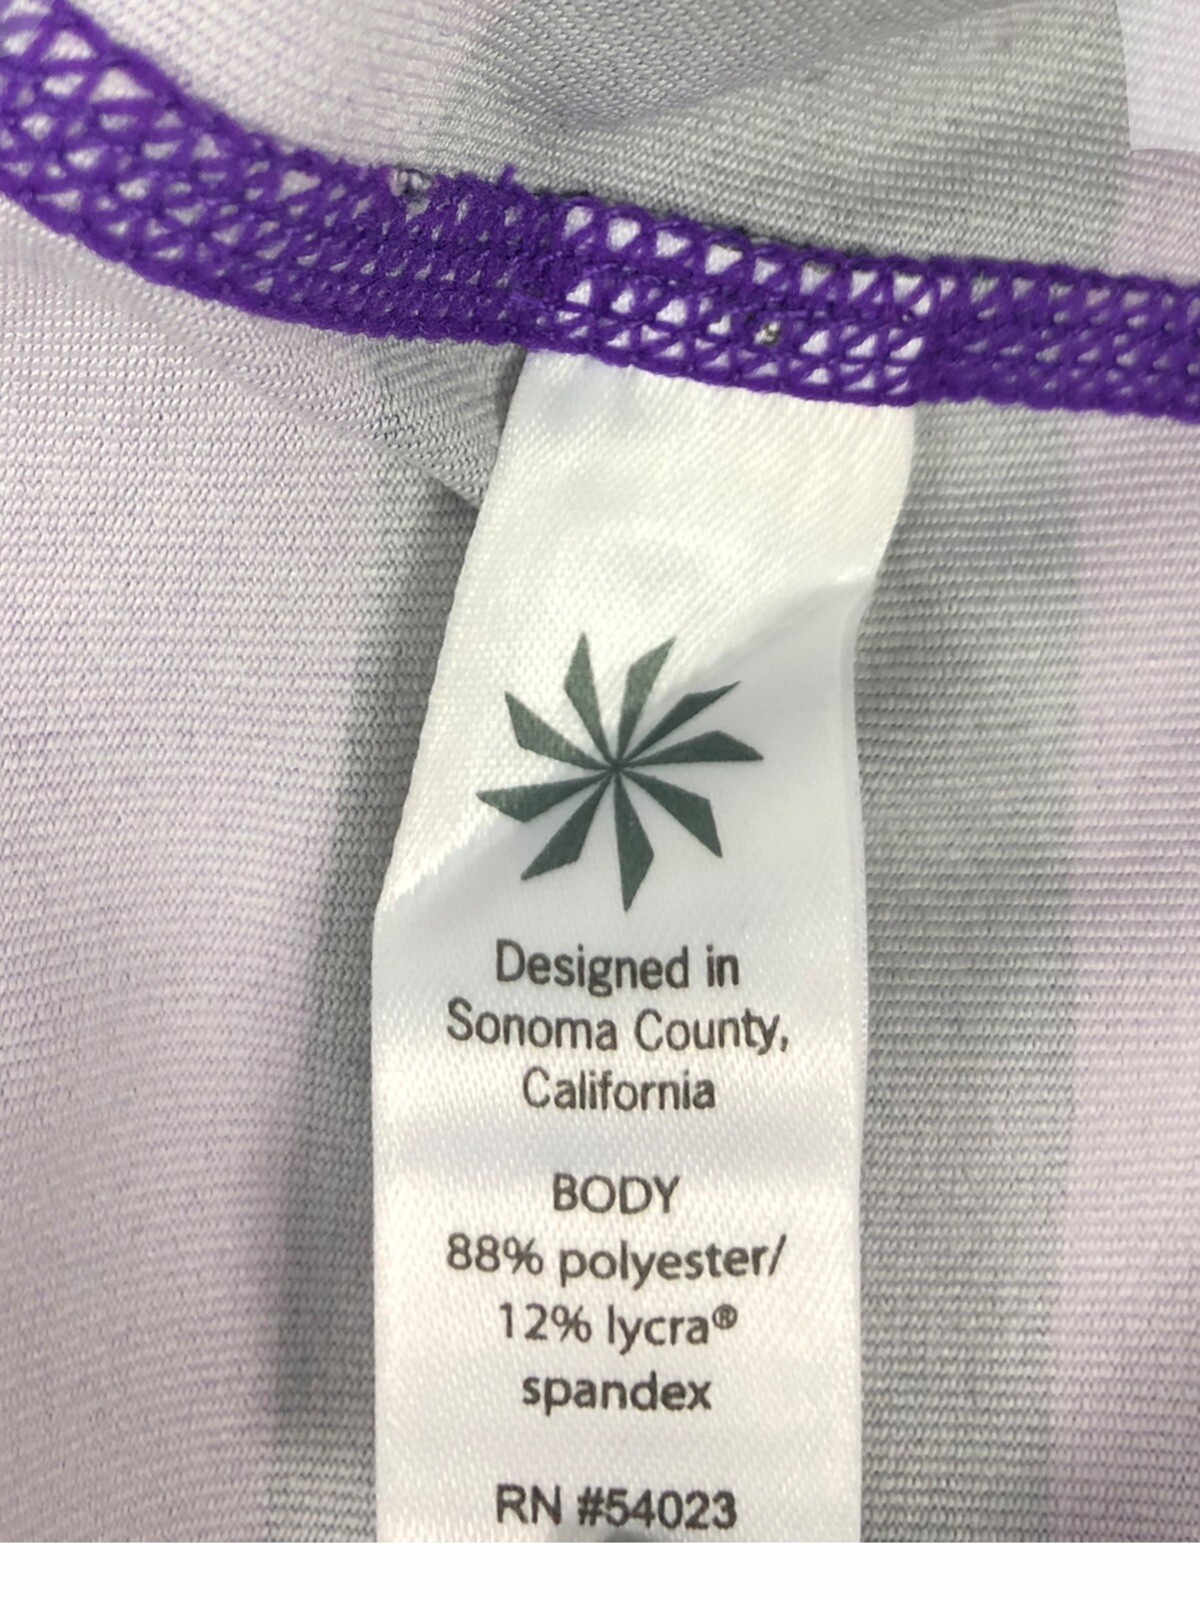 Designed in
Sonoma County,
California
BODY
88% polyester/
12% lycra®
spandex
RN #54023